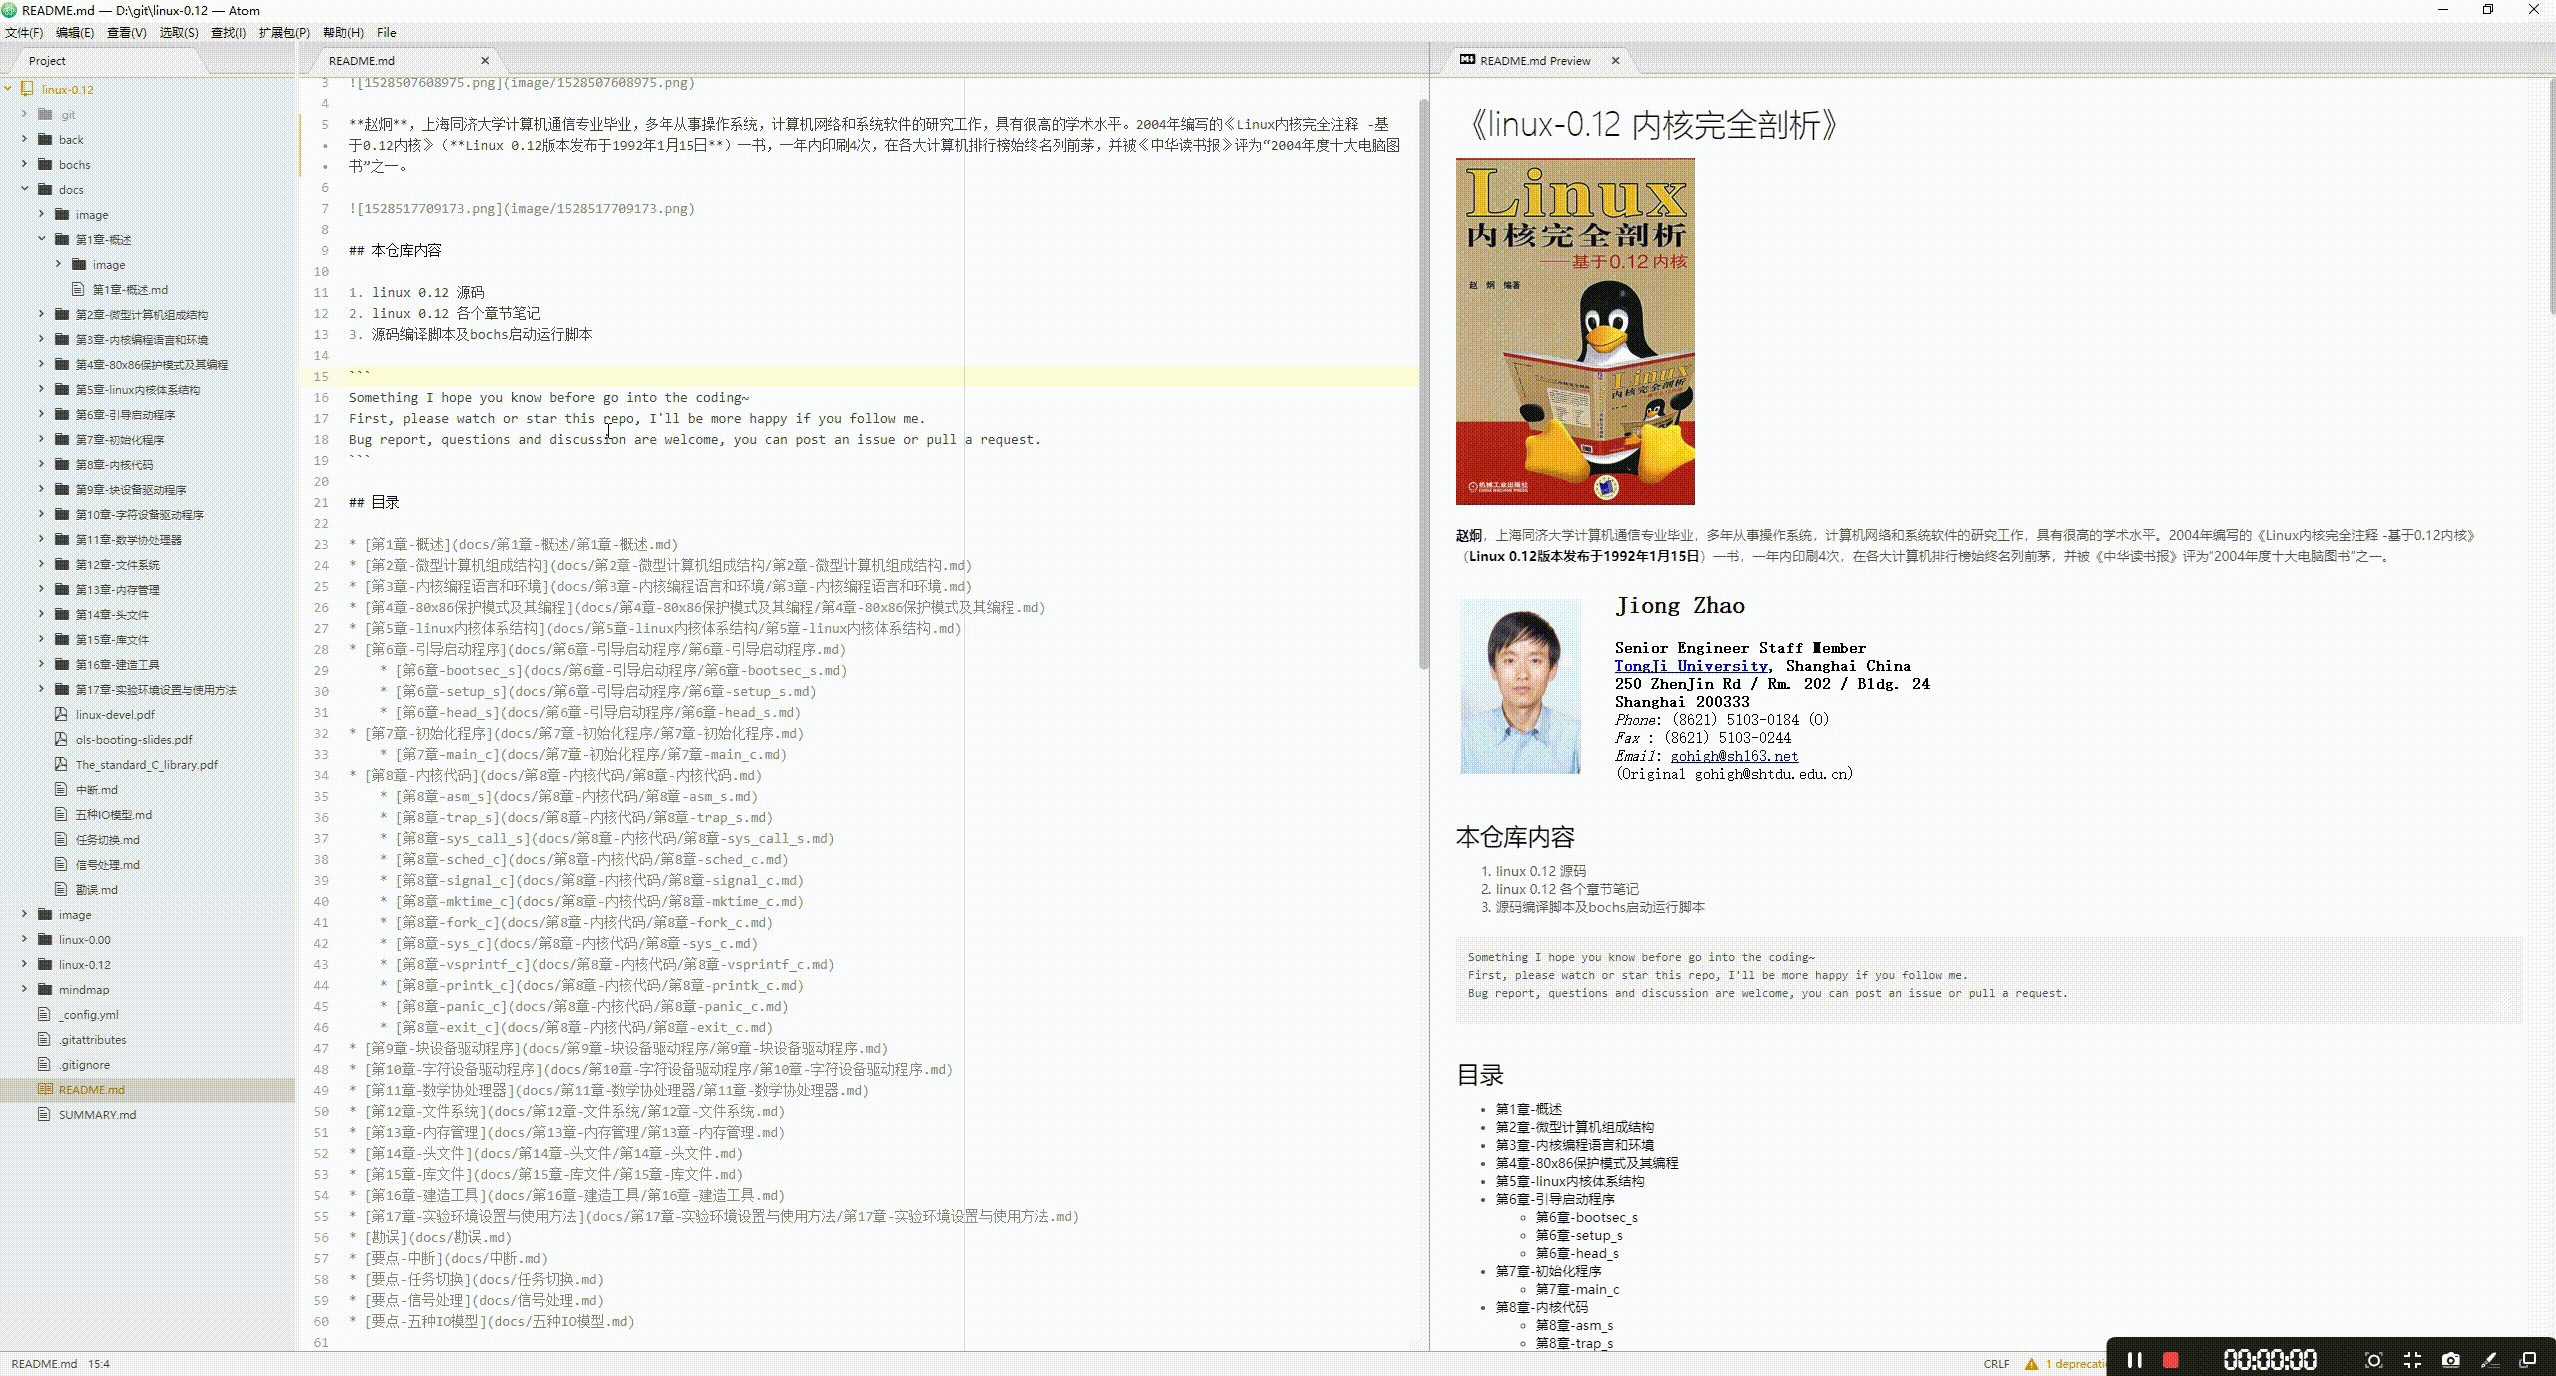 README.md — D:\git\linux-0.12 — Atom
文件(F) 编辑(E) 查看(V) 选取(S) 查找(I) 扩展包(P) 帮助(H) File
Project
linux-0.12
.git
back
bochs
docs
image
第1章-概述
image
第1章-概述.md
第2章-微型计算机组成结构
第3章-内核编程语言和环境
第4章-80x86保护模式及其编程
第5章-linux内核体系结构
第6章-引导启动程序
第7章-初始化程序
第8章-内核代码
第9章-块设备驱动程序
第10章-字符设备驱动程序
第11章-数学协处理器
第12章-文件系统
第13章-内存管理
第14章-头文件
第15章-库文件
第16章-建造工具
第17章-实验环境设置与使用方法
linux-devel.pdf
ols-booting-slides.pdf
The_standard_C_library.pdf
中断.md
五种IO模型.md
任务切换.md
信号处理.md
勘误.md
image
linux-0.00
linux-0.12
mindmap
_config.yml
.gitattributes
.gitignore
README.md
SUMMARY.md
README.md
3 ![1528507608975.png](image/1528507608975.png)
4
5 **赵炯**，上海同济大学计算机通信专业毕业，多年从事操作系统，计算机网络和系统软件的研究工作，具有很高的学术水平。2004年编写的《Linux内核完全注释 -基
• 于0.12内核》（**Linux 0.12版本发布于1992年1月15日**）一书，一年内印刷4次，在各大计算机排行榜始终名列前茅，并被《中华读书报》评为“2004年度十大电脑图
• 书”之一。
6
7 ![1528517709173.png](image/1528517709173.png)
8
9 ## 本仓库内容
10
11 1. linux 0.12 源码
12 2. linux 0.12 各个章节笔记
13 3. 源码编译脚本及bochs启动运行脚本
14
15 ```
16 Something I hope you know before go into the coding~
17 First, please watch or star this repo, I'll be more happy if you follow me.
18 Bug report, questions and discussion are welcome, you can post an issue or pull a request.
19 ```
20
21 ## 目录
22
23 * [第1章-概述](docs/第1章-概述/第1章-概述.md)
24 * [第2章-微型计算机组成结构](docs/第2章-微型计算机组成结构/第2章-微型计算机组成结构.md)
25 * [第3章-内核编程语言和环境](docs/第3章-内核编程语言和环境/第3章-内核编程语言和环境.md)
26 * [第4章-80x86保护模式及其编程](docs/第4章-80x86保护模式及其编程/第4章-80x86保护模式及其编程.md)
27 * [第5章-linux内核体系结构](docs/第5章-linux内核体系结构/第5章-linux内核体系结构.md)
28 * [第6章-引导启动程序](docs/第6章-引导启动程序/第6章-引导启动程序.md)
29 * [第6章-bootsec_s](docs/第6章-引导启动程序/第6章-bootsec_s.md)
30 * [第6章-setup_s](docs/第6章-引导启动程序/第6章-setup_s.md)
31 * [第6章-head_s](docs/第6章-引导启动程序/第6章-head_s.md)
32 * [第7章-初始化程序](docs/第7章-初始化程序/第7章-初始化程序.md)
33 * [第7章-main_c](docs/第7章-初始化程序/第7章-main_c.md)
34 * [第8章-内核代码](docs/第8章-内核代码/第8章-内核代码.md)
35 * [第8章-asm_s](docs/第8章-内核代码/第8章-asm_s.md)
36 * [第8章-trap_s](docs/第8章-内核代码/第8章-trap_s.md)
37 * [第8章-sys_call_s](docs/第8章-内核代码/第8章-sys_call_s.md)
38 * [第8章-sched_c](docs/第8章-内核代码/第8章-sched_c.md)
39 * [第8章-signal_c](docs/第8章-内核代码/第8章-signal_c.md)
40 * [第8章-mktime_c](docs/第8章-内核代码/第8章-mktime_c.md)
41 * [第8章-fork_c](docs/第8章-内核代码/第8章-fork_c.md)
42 * [第8章-sys_c](docs/第8章-内核代码/第8章-sys_c.md)
43 * [第8章-vsprintf_c](docs/第8章-内核代码/第8章-vsprintf_c.md)
44 * [第8章-printk_c](docs/第8章-内核代码/第8章-printk_c.md)
45 * [第8章-panic_c](docs/第8章-内核代码/第8章-panic_c.md)
46 * [第8章-exit_c](docs/第8章-内核代码/第8章-exit_c.md)
47 * [第9章-块设备驱动程序](docs/第9章-块设备驱动程序/第9章-块设备驱动程序.md)
48 * [第10章-字符设备驱动程序](docs/第10章-字符设备驱动程序/第10章-字符设备驱动程序.md)
49 * [第11章-数学协处理器](docs/第11章-数学协处理器/第11章-数学协处理器.md)
50 * [第12章-文件系统](docs/第12章-文件系统/第12章-文件系统.md)
51 * [第13章-内存管理](docs/第13章-内存管理/第13章-内存管理.md)
52 * [第14章-头文件](docs/第14章-头文件/第14章-头文件.md)
53 * [第15章-库文件](docs/第15章-库文件/第15章-库文件.md)
54 * [第16章-建造工具](docs/第16章-建造工具/第16章-建造工具.md)
55 * [第17章-实验环境设置与使用方法](docs/第17章-实验环境设置与使用方法/第17章-实验环境设置与使用方法.md)
56 * [勘误](docs/勘误.md)
57 * [要点-中断](docs/中断.md)
58 * [要点-任务切换](docs/任务切换.md)
59 * [要点-信号处理](docs/信号处理.md)
60 * [要点-五种IO模型](docs/五种IO模型.md)
61
README.md Preview
《linux-0.12 内核完全剖析》
Linux
内核完全剖析
——基于0.12内核
赵 炯 编著
Linux
内核完全剖析
机械工业出版社
CHINA MACHINE PRESS
赵炯，上海同济大学计算机通信专业毕业，多年从事操作系统，计算机网络和系统软件的研究工作，具有很高的学术水平。2004年编写的《Linux内核完全注释 -基于0.12内核》
（Linux 0.12版本发布于1992年1月15日）一书，一年内印刷4次，在各大计算机排行榜始终名列前茅，并被《中华读书报》评为“2004年度十大电脑图书”之一。
Jiong Zhao
Senior Engineer Staff Member
TongJi University, Shanghai China
250 ZhenJin Rd / Rm. 202 / Bldg. 24
Shanghai 200333
Phone: (8621) 5103-0184 (O)
Fax : (8621) 5103-0244
Email: gohigh@sh163.net
(Original gohigh@shtdu.edu.cn)
本仓库内容
1. linux 0.12 源码
2. linux 0.12 各个章节笔记
3. 源码编译脚本及bochs启动运行脚本
Something I hope you know before go into the coding~
First, please watch or star this repo, I'll be more happy if you follow me.
Bug report, questions and discussion are welcome, you can post an issue or pull a request.
目录
• 第1章-概述
• 第2章-微型计算机组成结构
• 第3章-内核编程语言和环境
• 第4章-80x86保护模式及其编程
• 第5章-linux内核体系结构
• 第6章-引导启动程序
◦ 第6章-bootsec_s
◦ 第6章-setup_s
◦ 第6章-head_s
• 第7章-初始化程序
◦ 第7章-main_c
• 第8章-内核代码
◦ 第8章-asm_s
◦ 第8章-trap_s
README.md 15:4
CRLF 1 deprecati
00:00:00